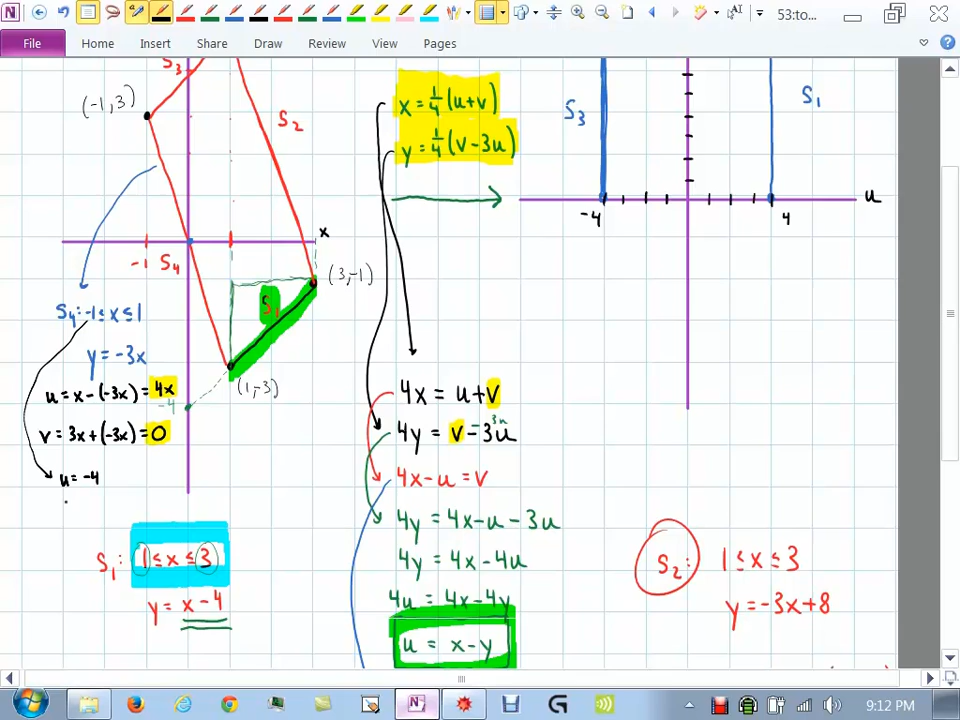 53:to...
File
Home
Insert
Share
Draw
Review
View
Pages
S₃
(-1,3)
S₂
x
-1
S₄
(3,-1)
S₁
(1,-3)
-4
S₄: -1≤x≤1
y = -3x
u = x-(-3x) = 4x
v = 3x+(-3x) = 0
u = -4
S₁: 1≤x≤3
y = x-4
x = 1/4 (u+v)
y = 1/4 (v-3u)
4x = u+v
4y = v-3u
4x-u = v
4y = 4x-u-3u
4y = 4x-4u
4u = 4x-4y
u = x-y
S₃
S₁
-4
4
u
S₂: 1≤x≤3
y = -3x+8
9:12 PM